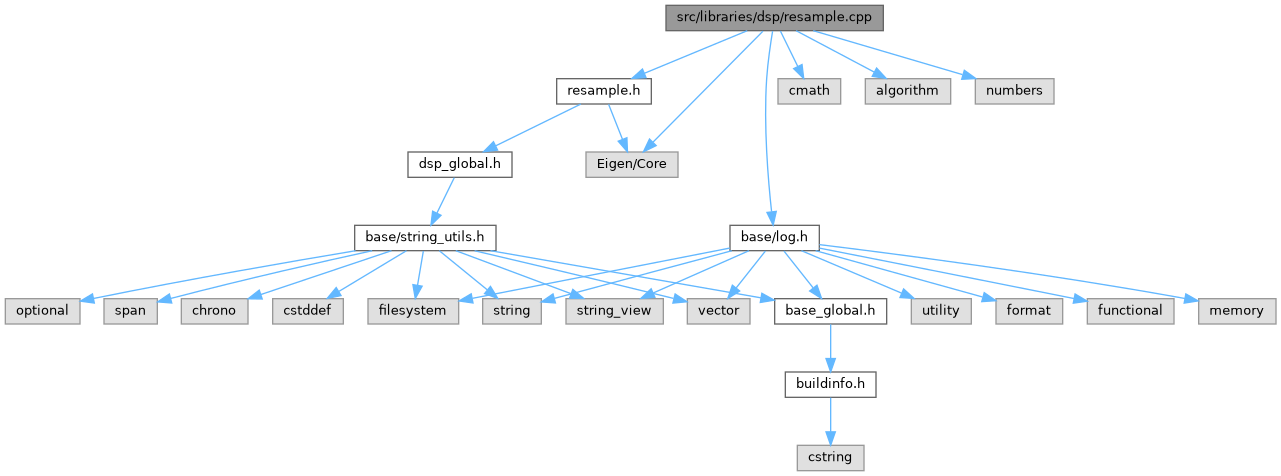 src/libraries/dsp/resample.cpp
resample.h
cmath
algorithm
numbers
dsp_global.h
Eigen/Core
base/string_utils.h
base/log.h
optional
span
chrono
cstddef
filesystem
string
string_view
vector
base_global.h
utility
format
functional
memory
buildinfo.h
cstring